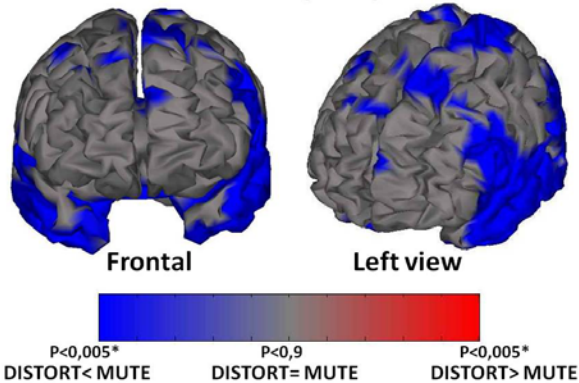 Frontal
Left view
P<0,005*
P<0,9
P<0,005*
DISTORT< MUTE
DISTORT= MUTE
DISTORT> MUTE